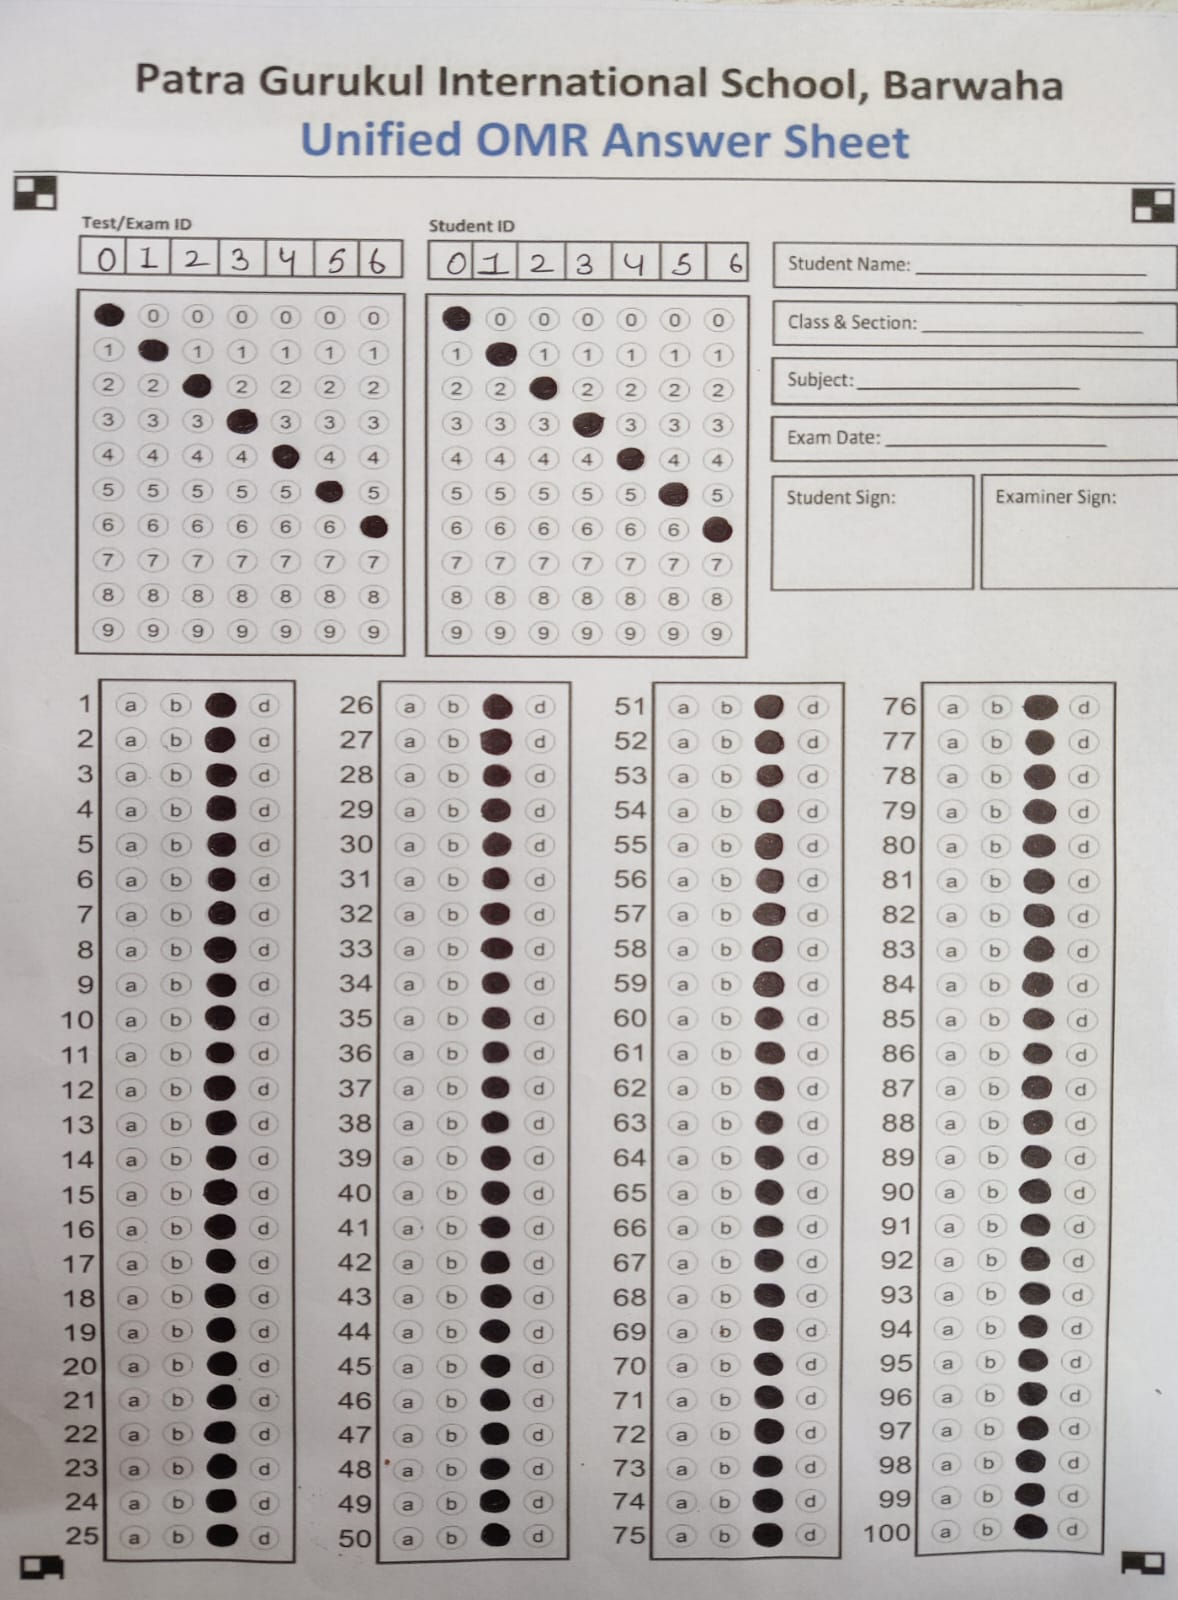 Patra Gurukul International School, Barwaha
Unified OMR Answer Sheet
Test/Exam ID
0 1 2 3 4 5 6
0 0 0 0 0 0
1 1 1 1 1 1
2 2 2 2 2 2
3 3 3 3 3 3
4 4 4 4 4 4
5 5 5 5 5 5
6 6 6 6 6 6
7 7 7 7 7 7 7
8 8 8 8 8 8 8
9 9 9 9 9 9 9
Student ID
0 1 2 3 4 5 6
0 0 0 0 0 0
1 1 1 1 1 1
2 2 2 2 2 2
3 3 3 3 3 3
4 4 4 4 4 4
5 5 5 5 5 5
6 6 6 6 6 6
7 7 7 7 7 7 7
8 8 8 8 8 8 8
9 9 9 9 9 9 9
Student Name:
Class & Section:
Subject:
Exam Date:
Student Sign:
Examiner Sign:
1 a b d
2 a b d
3 a b d
4 a b d
5 a b d
6 a b d
7 a b d
8 a b d
9 a b d
10 a b d
11 a b d
12 a b d
13 a b d
14 a b d
15 a b d
16 a b d
17 a b d
18 a b d
19 a b d
20 a b d
21 a b d
22 a b d
23 a b d
24 a b d
25 a b d
26 a b d
27 a b d
28 a b d
29 a b d
30 a b d
31 a b d
32 a b d
33 a b d
34 a b d
35 a b d
36 a b d
37 a b d
38 a b d
39 a b d
40 a b d
41 a b d
42 a b d
43 a b d
44 a b d
45 a b d
46 a b d
47 a b d
48 a b d
49 a b d
50 a b d
51 a b d
52 a b d
53 a b d
54 a b d
55 a b d
56 a b d
57 a b d
58 a b d
59 a b d
60 a b d
61 a b d
62 a b d
63 a b d
64 a b d
65 a b d
66 a b d
67 a b d
68 a b d
69 a b d
70 a b d
71 a b d
72 a b d
73 a b d
74 a b d
75 a b d
76 a b d
77 a b d
78 a b d
79 a b d
80 a b d
81 a b d
82 a b d
83 a b d
84 a b d
85 a b d
86 a b d
87 a b d
88 a b d
89 a b d
90 a b d
91 a b d
92 a b d
93 a b d
94 a b d
95 a b d
96 a b d
97 a b d
98 a b d
99 a b d
100 a b d